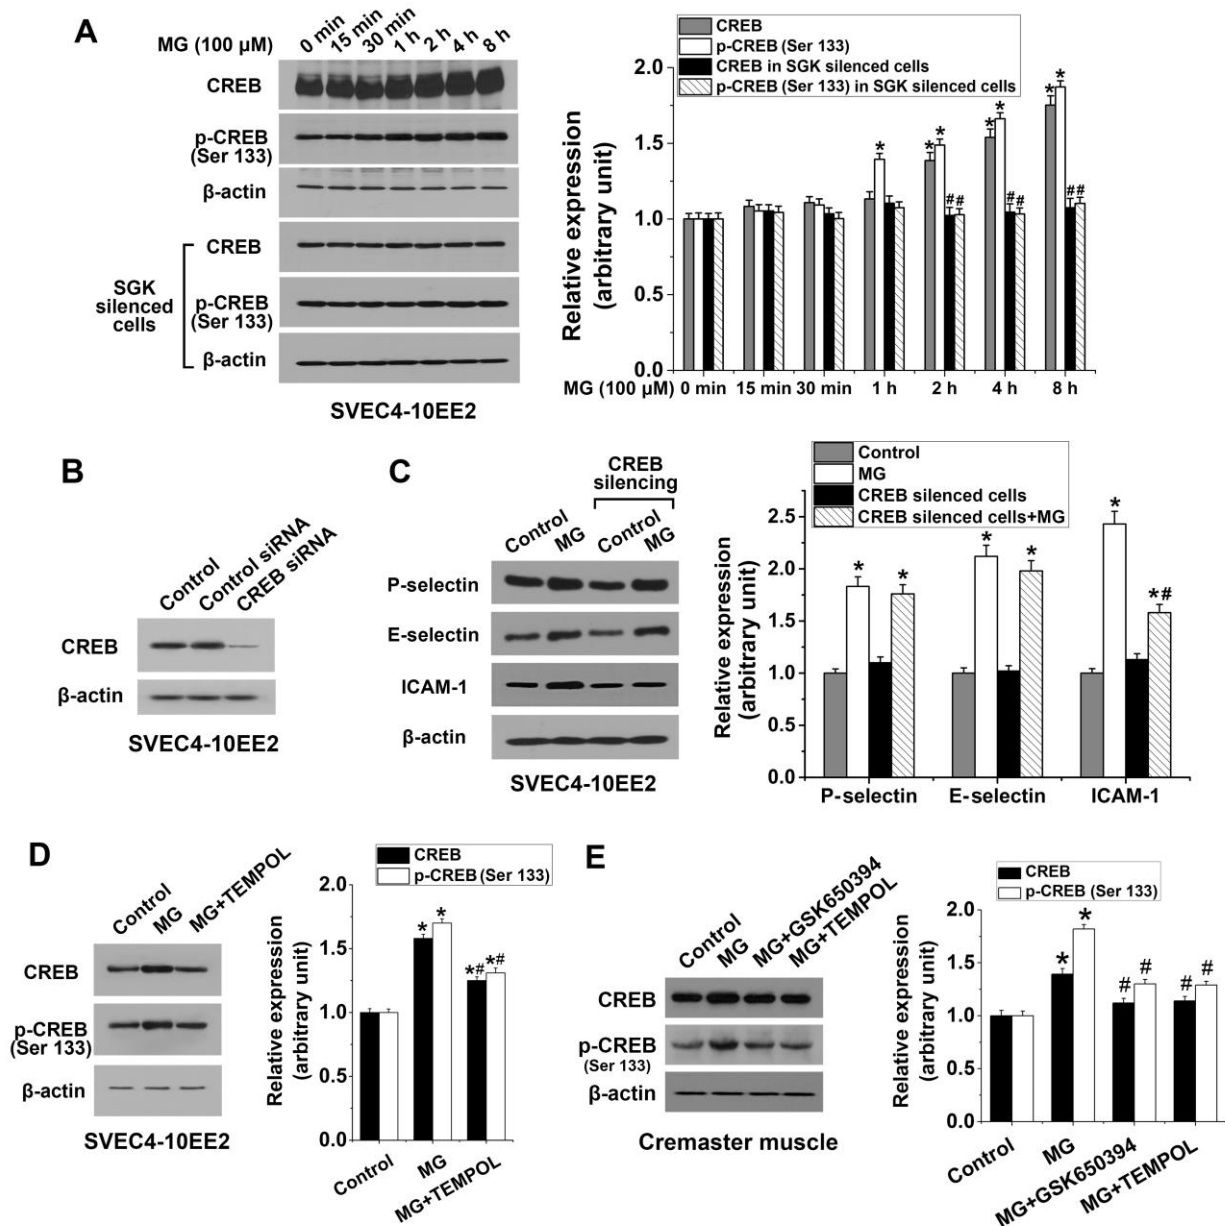 A
MG (100 μM)
0 min 15 min 30 min 1 h 2 h 4 h 8 h
CREB
p-CREB
(Ser 133)
β-actin
CREB
SGK
silenced
cells
p-CREB
(Ser 133)
β-actin
SVEC4-10EE2
CREB
p-CREB (Ser 133)
CREB in SGK silenced cells
p-CREB (Ser 133) in SGK silenced cells
Relative expression
(arbitrary unit)
2.0
1.5
1.0
0.5
0.0
* * * * * * *
## ## ##
MG (100 μM) 0 min 15 min 30 min 1 h 2 h 4 h 8 h
B
Control Control siRNA CREB siRNA
CREB
β-actin
SVEC4-10EE2
C
CREB
silencing
Control MG Control MG
P-selectin
E-selectin
ICAM-1
β-actin
SVEC4-10EE2
Control
MG
CREB silenced cells
CREB silenced cells+MG
Relative expression
(arbitrary unit)
2.5
2.0
1.5
1.0
0.5
0.0
* * * * * *#
P-selectin E-selectin ICAM-1
D
Control MG MG+TEMPOL
CREB
p-CREB
(Ser 133)
β-actin
SVEC4-10EE2
CREB
p-CREB (Ser 133)
Relative expression
(arbitrary unit)
2.0
1.5
1.0
0.5
0.0
* * *# *#
Control MG MG+TEMPOL
E
Control MG MG+GSK650394 MG+TEMPOL
CREB
p-CREB
(Ser 133)
β-actin
Cremaster muscle
CREB
p-CREB (Ser 133)
Relative expression
(arbitrary unit)
2.0
1.5
1.0
0.5
0.0
* * # # # #
Control MG MG+GSK650394 MG+TEMPOL